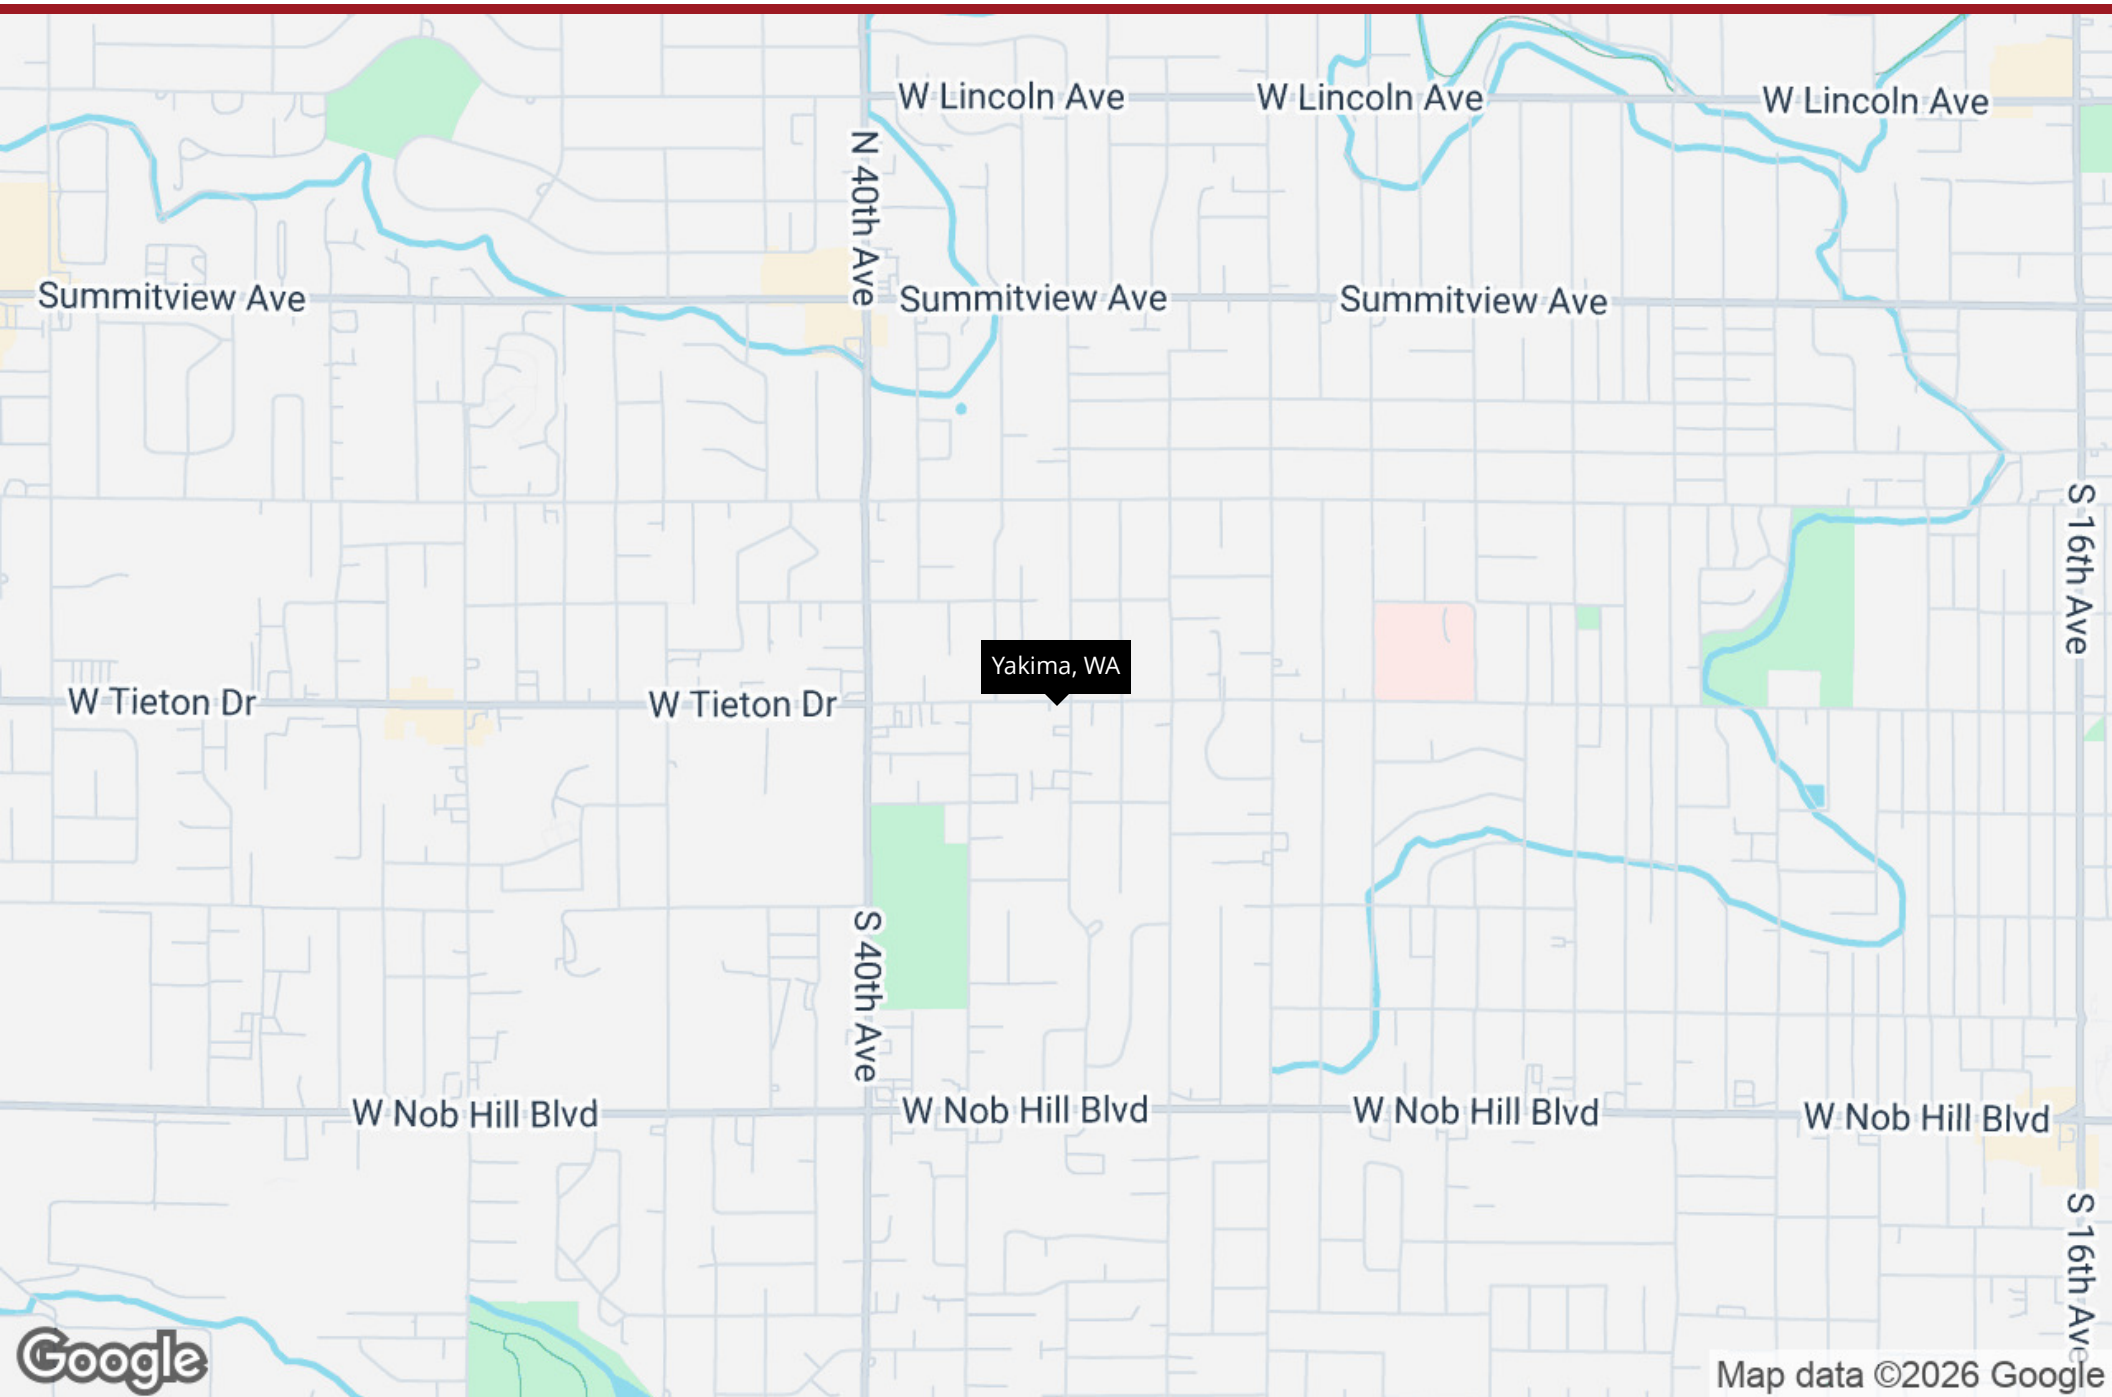 W Lincoln Ave
W Lincoln Ave
W Lincoln Ave
N 40th Ave
Summitview Ave
Summitview Ave
Summitview Ave
S 16th Ave
Yakima, WA
W Tieton Dr
W Tieton Dr
S 40th Ave
W Nob Hill Blvd
W Nob Hill Blvd
W Nob Hill Blvd
W Nob Hill Blvd
S 16th Ave
Google
Map data ©2026 Google